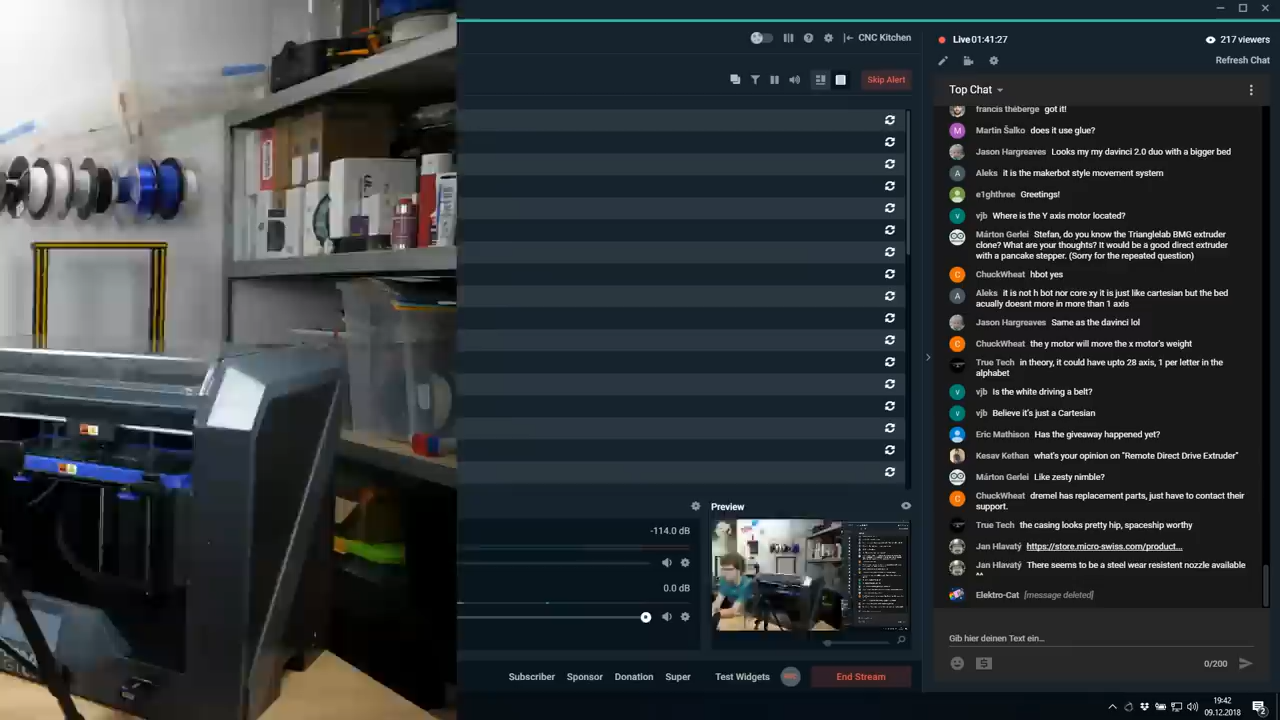 CNC Kitchen
Skip Alert
-114.0 dB
0.0 dB
Preview
Subscriber
Sponsor
Donation
Super
Test Widgets
End Stream
Live 01:41:27
217 viewers
Refresh Chat
Top Chat
francis théberge got it!
M
Martin Šalko does it use glue?
Jason Hargreaves Looks my my davinci 2.0 duo with a bigger bed
A
Aleks it is the makerbot style movement system
e1ghthree Greetings!
v
vjb Where is the Y axis motor located?
Márton Gerlei Stefan, do you know the Trianglelab BMG extruder
clone? What are your thoughts? It would be a good direct extruder
with a pancake stepper. (Sorry for the repeated question)
C
ChuckWheat hbot yes
A
Aleks it is not h bot nor core xy it is just like cartesian but the bed
acually doesnt more in more than 1 axis
Jason Hargreaves Same as the davinci lol
C
ChuckWheat the y motor will move the x motor's weight
True Tech in theory, it could have upto 28 axis, 1 per letter in the
alphabet
v
vjb Is the white driving a belt?
v
vjb Believe it's just a Cartesian
Eric Mathison Has the giveaway happened yet?
Kesav Kethan what's your opinion on "Remote Direct Drive Extruder"
Márton Gerlei Like zesty nimble?
C
ChuckWheat dremel has replacement parts, just have to contact their
support.
True Tech the casing looks pretty hip, spaceship worthy
Jan Hlavatý https://store.micro-swiss.com/product...
Jan Hlavatý There seems to be a steel wear resistent nozzle available
^^
Elektro-Cat [message deleted]
Gib hier deinen Text ein...
0/200
19:42
09.12.2018
2